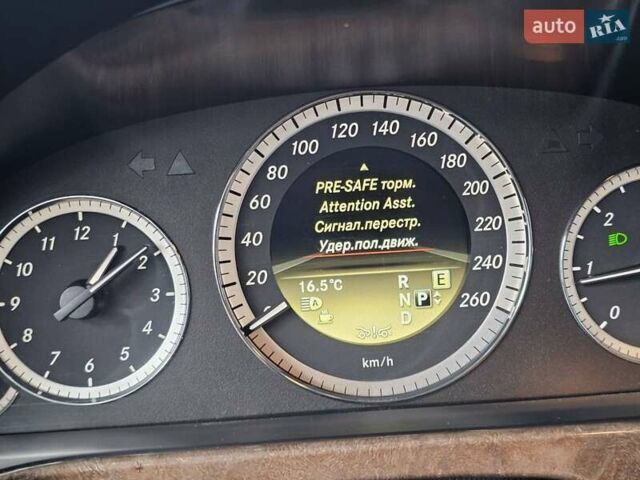 auto RIA .com
12
1
2
3
4
5
6
7
8
9
10
11
0
20
40
60
80
100
120
140
160
180
200
220
240
260
km/h
PRE-SAFE торм.
Attention Asst.
Сигнал.перестр.
Удер.пол.движ.
16.5°C
R
N P
D
E
A
2
1
0